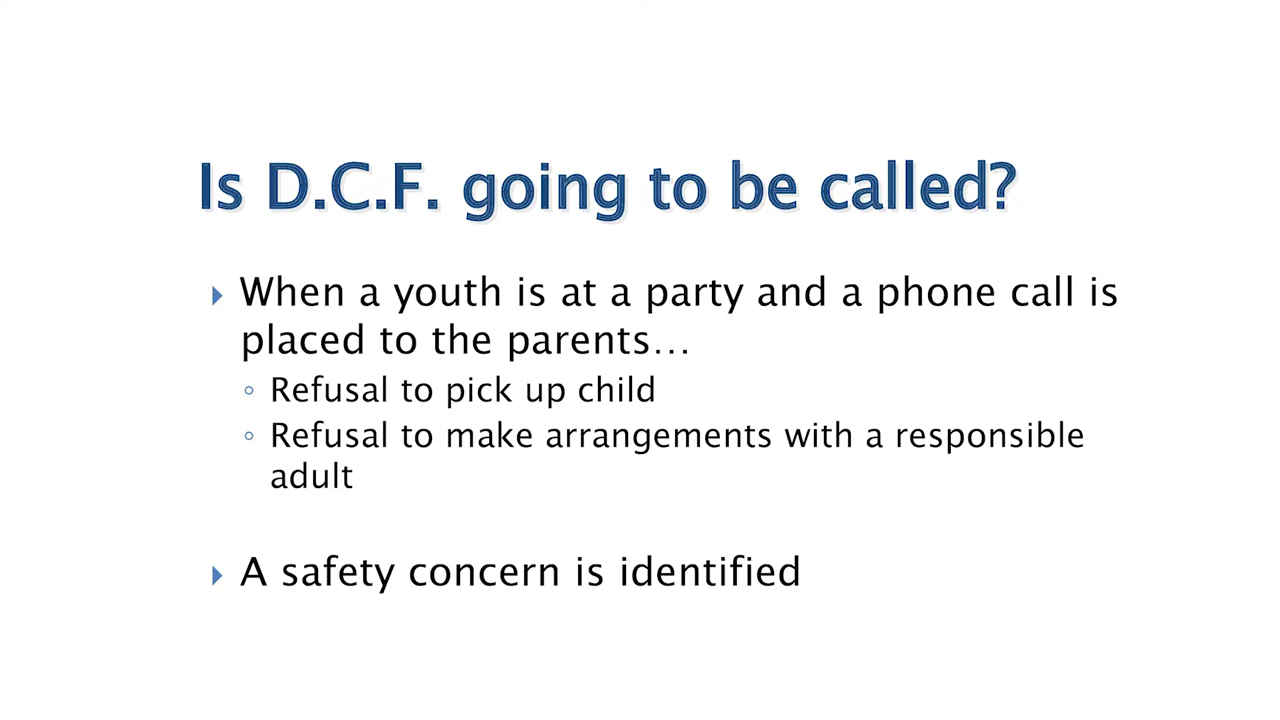 Is D.C.F. going to be called?
When a youth is at a party and a phone call is
placed to the parents…
Refusal to pick up child
Refusal to make arrangements with a responsible
adult
A safety concern is identified